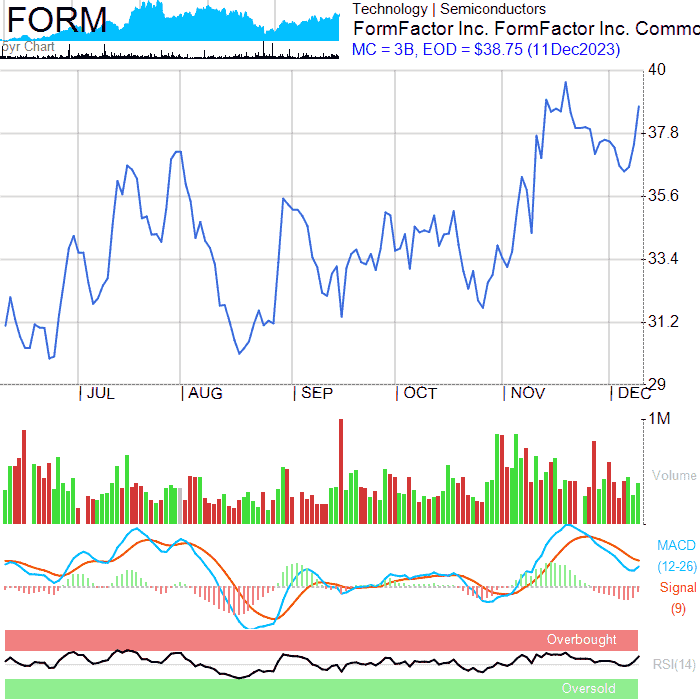 FORM
5yr Chart
Technology | Semiconductors
FormFactor Inc. FormFactor Inc. Commo
MC = 3B, EOD = $38.75 (11Dec2023)
40
37.8
35.6
33.4
31.2
29
JUL AUG SEP OCT NOV DEC
1M
Volume
MACD
(12-26)
Signal
(9)
Overbought
RSI(14)
Oversold